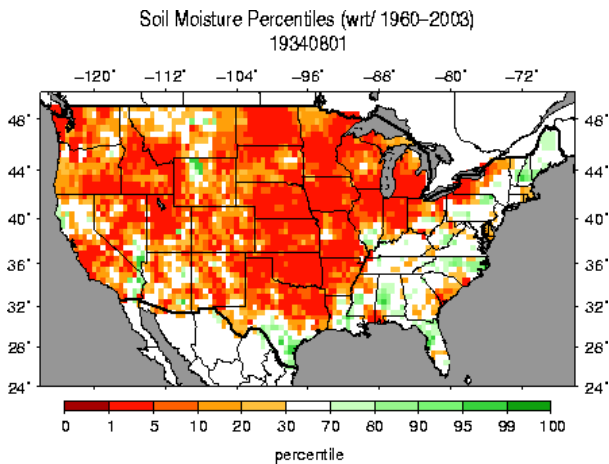 Soil Moisture Percentiles (wrt/ 1960–2003)
19340801
−120° −112° −104° −96° −88° −80° −72°
48° 48°
44° 44°
40° 40°
36° 36°
32° 32°
28° 28°
24° 24°
0 1 5 10 20 30 70 80 90 95 99 100
percentile